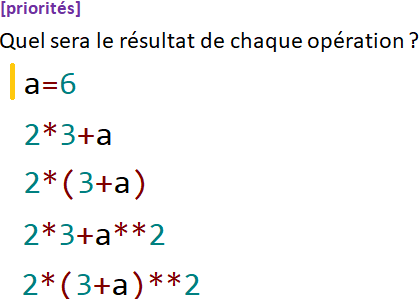 [priorités]
Quel sera le résultat de chaque opération ?
a=6
2*3+a
2*(3+a)
2*3+a**2
2*(3+a)**2